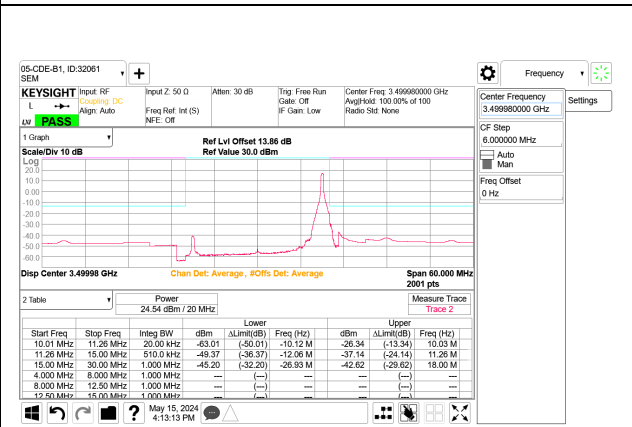 05-CDE-B1, ID:32061
SEM
Frequency
KEYSIGHT Input: RF Input Z: 50 Ω Atten: 30 dB Trig: Free Run Center Freq: 3.499980000 GHz
L Coupling: DC Gate: Off Avg|Hold: 100.00% of 100
Align: Auto Freq Ref: Int (S) IF Gain: Low Radio Std: None
LXI PASS NFE: Off
Center Frequency
3.499980000 GHz
Settings
CF Step
6.000000 MHz
Auto
Man
Freq Offset
0 Hz
1 Graph
Ref Lvl Offset 13.86 dB
Scale/Div 10 dB Ref Value 30.0 dBm
Log
20.0
10.0
0.00
-10.0
-20.0
-30.0
-40.0
-50.0
-60.0
Disp Center 3.49998 GHz Chan Det: Average , #Offs Det: Average Span 60.000 MHz
2001 pts
2 Table Power Measure Trace
24.54 dBm / 20 MHz Trace 2
Lower Upper
Start Freq Stop Freq Integ BW dBm ΔLimit(dB) Freq (Hz) dBm ΔLimit(dB) Freq (Hz)
10.01 MHz 11.26 MHz 20.00 kHz -63.01 (-50.01) -10.12 M -26.34 (-13.34) 10.03 M
11.26 MHz 15.00 MHz 510.0 kHz -49.37 (-36.37) -12.06 M -37.14 (-24.14) 11.26 M
15.00 MHz 30.00 MHz 1.000 MHz -45.20 (-32.20) -26.93 M -42.62 (-29.62) 18.00 M
4.000 MHz 8.000 MHz 1.000 MHz --- (---) --- --- (---) ---
8.000 MHz 12.50 MHz 1.000 MHz --- (---) --- --- (---) ---
12.50 MHz 15.00 MHz 1.000 MHz --- (---) --- --- (---) ---
May 15, 2024
4:13:13 PM